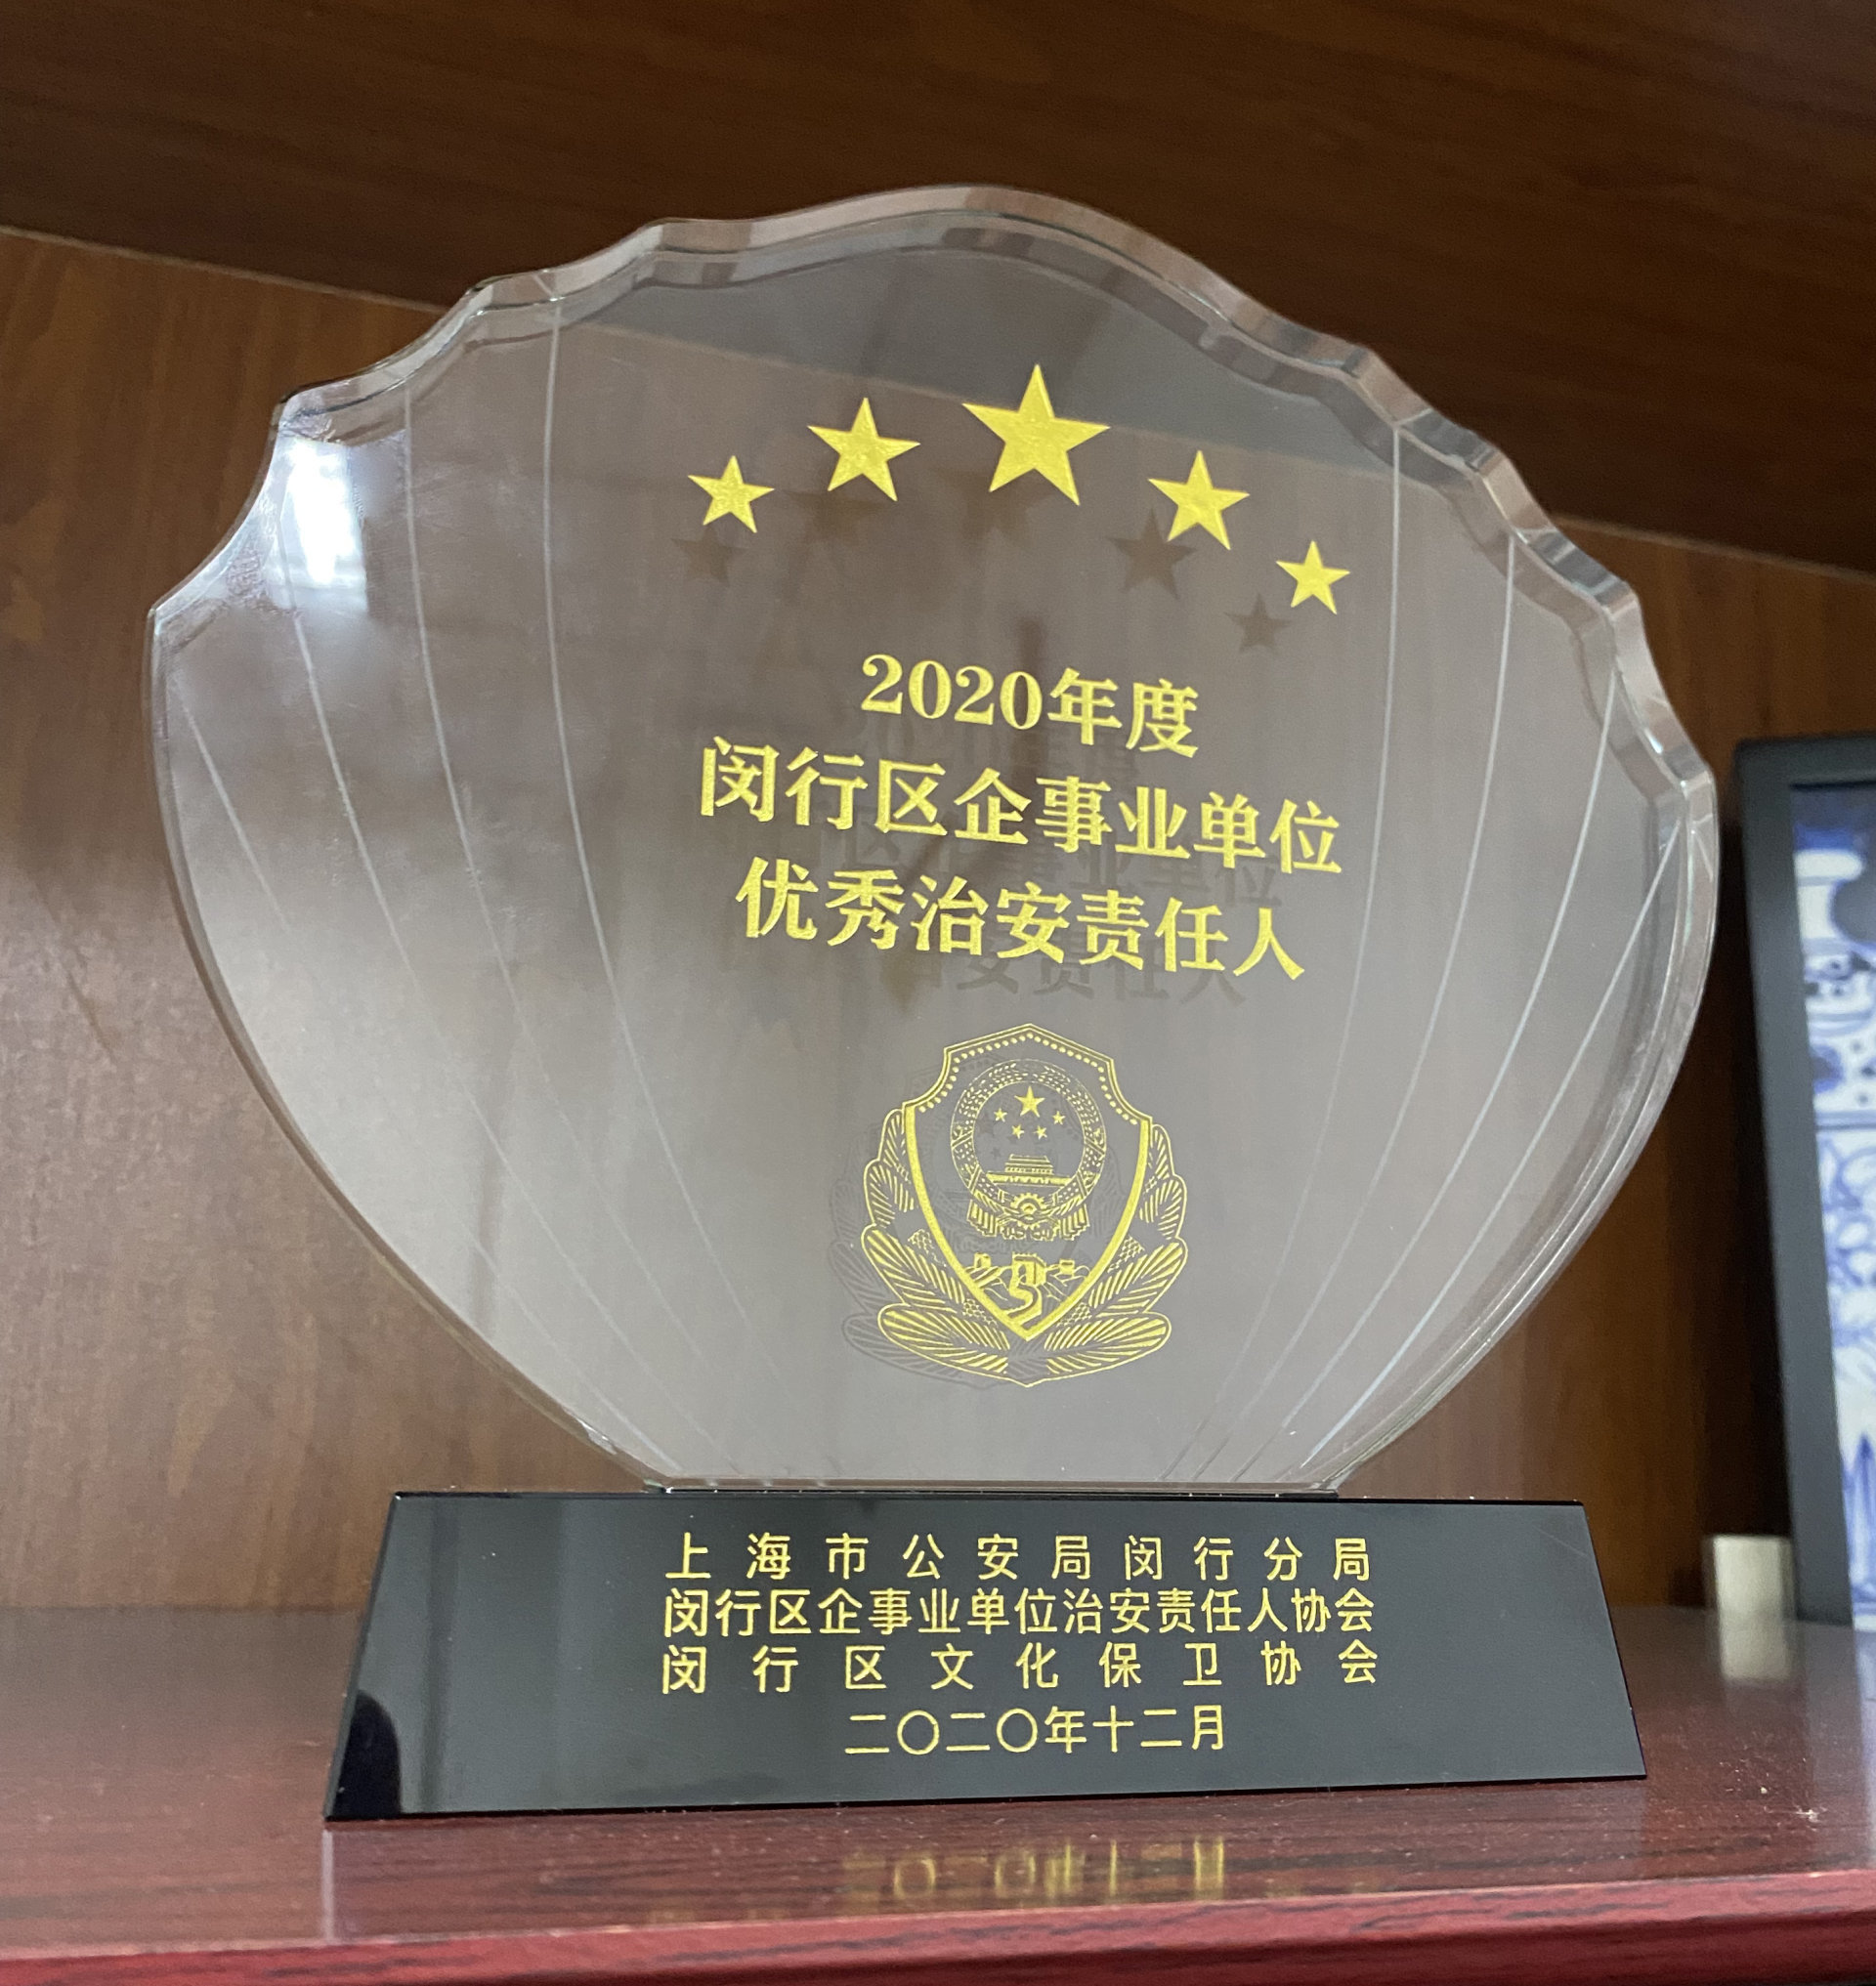 2020年度
闵行区企事业单位
优秀治安责任人
上海市公安局闵行分局
闵行区企事业单位治安责任人协会
闵行区文化保卫协会
二〇二〇年十二月